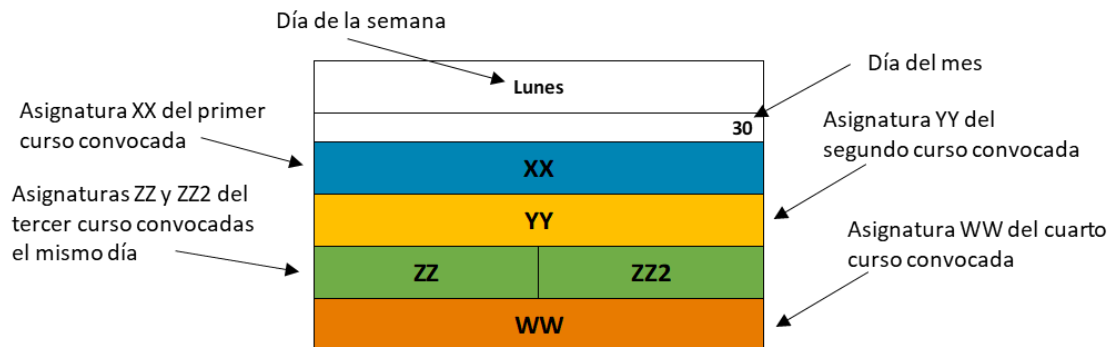 Día de la semana
Lunes
Día del mes
30
Asignatura XX del primer
curso convocada
XX
Asignatura YY del
segundo curso convocada
YY
Asignaturas ZZ y ZZ2 del
tercer curso convocadas
el mismo día
ZZ
ZZ2
Asignatura WW del cuarto
curso convocada
WW